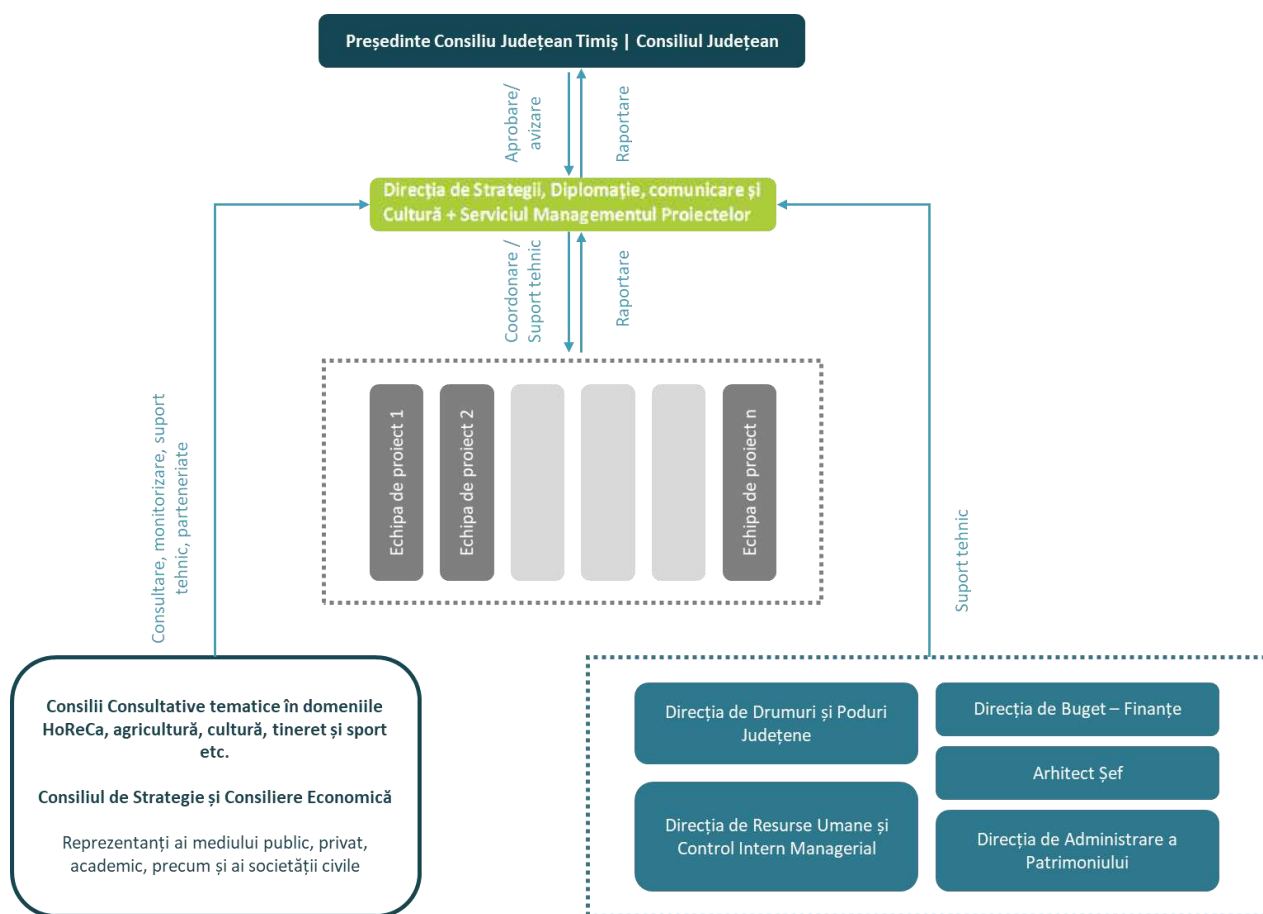 Președinte Consiliu Județean Timiș | Consiliul Județean
Aprobare/
avizare
Raportare
Direcția de Strategii, Diplomație, comunicare și
Cultură + Serviciul Managementul Proiectelor
Coordonare /
Suport tehnic
Raportare
Echipa de proiect 1
Echipa de proiect 2
Echipa de proiect n
Consultare, monitorizare, suport
tehnic, parteneriate
Suport tehnic
Consilii Consultative tematice în domeniile
HoReCa, agricultură, cultură, tineret și sport
etc.
Consiliul de Strategie și Consiliere Economică
Reprezentanți ai mediului public, privat,
academic, precum și ai societății civile
Direcția de Drumuri și Poduri
Județene
Direcția de Resurse Umane și
Control Intern Managerial
Direcția de Buget – Finanțe
Arhitect Șef
Direcția de Administrare a
Patrimoniului